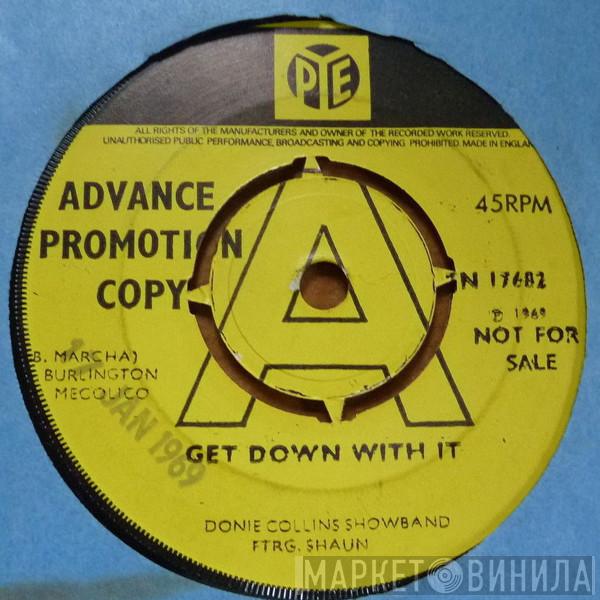 PYE
ALL RIGHTS OF THE MANUFACTURERS AND OWNER OF THE RECORDED WORK RESERVED.
UNAUTHORISED PUBLIC PERFORMANCE, BROADCASTING AND COPYING PROHIBITED. MADE IN ENGLAN
ADVANCE
PROMOTION
COPY
A
45RPM
N 17682
℗ 1969
NOT FOR
SALE
(B. MARCHA)
BURLINGTON
MECOLICO
JAN 1969
GET DOWN WITH IT
DONIE COLLINS SHOWBAND
FTRG. SHAUN
МАРКЕТ ВИНИЛА